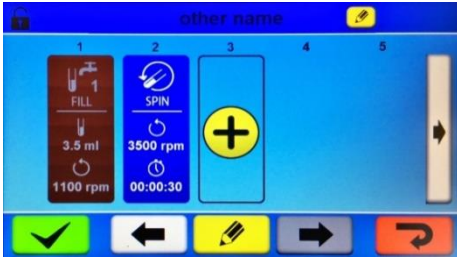 other name
1 2 3 4 5
1
FILL
3.5 ml
1100 rpm
SPIN
3500 rpm
00:00:30